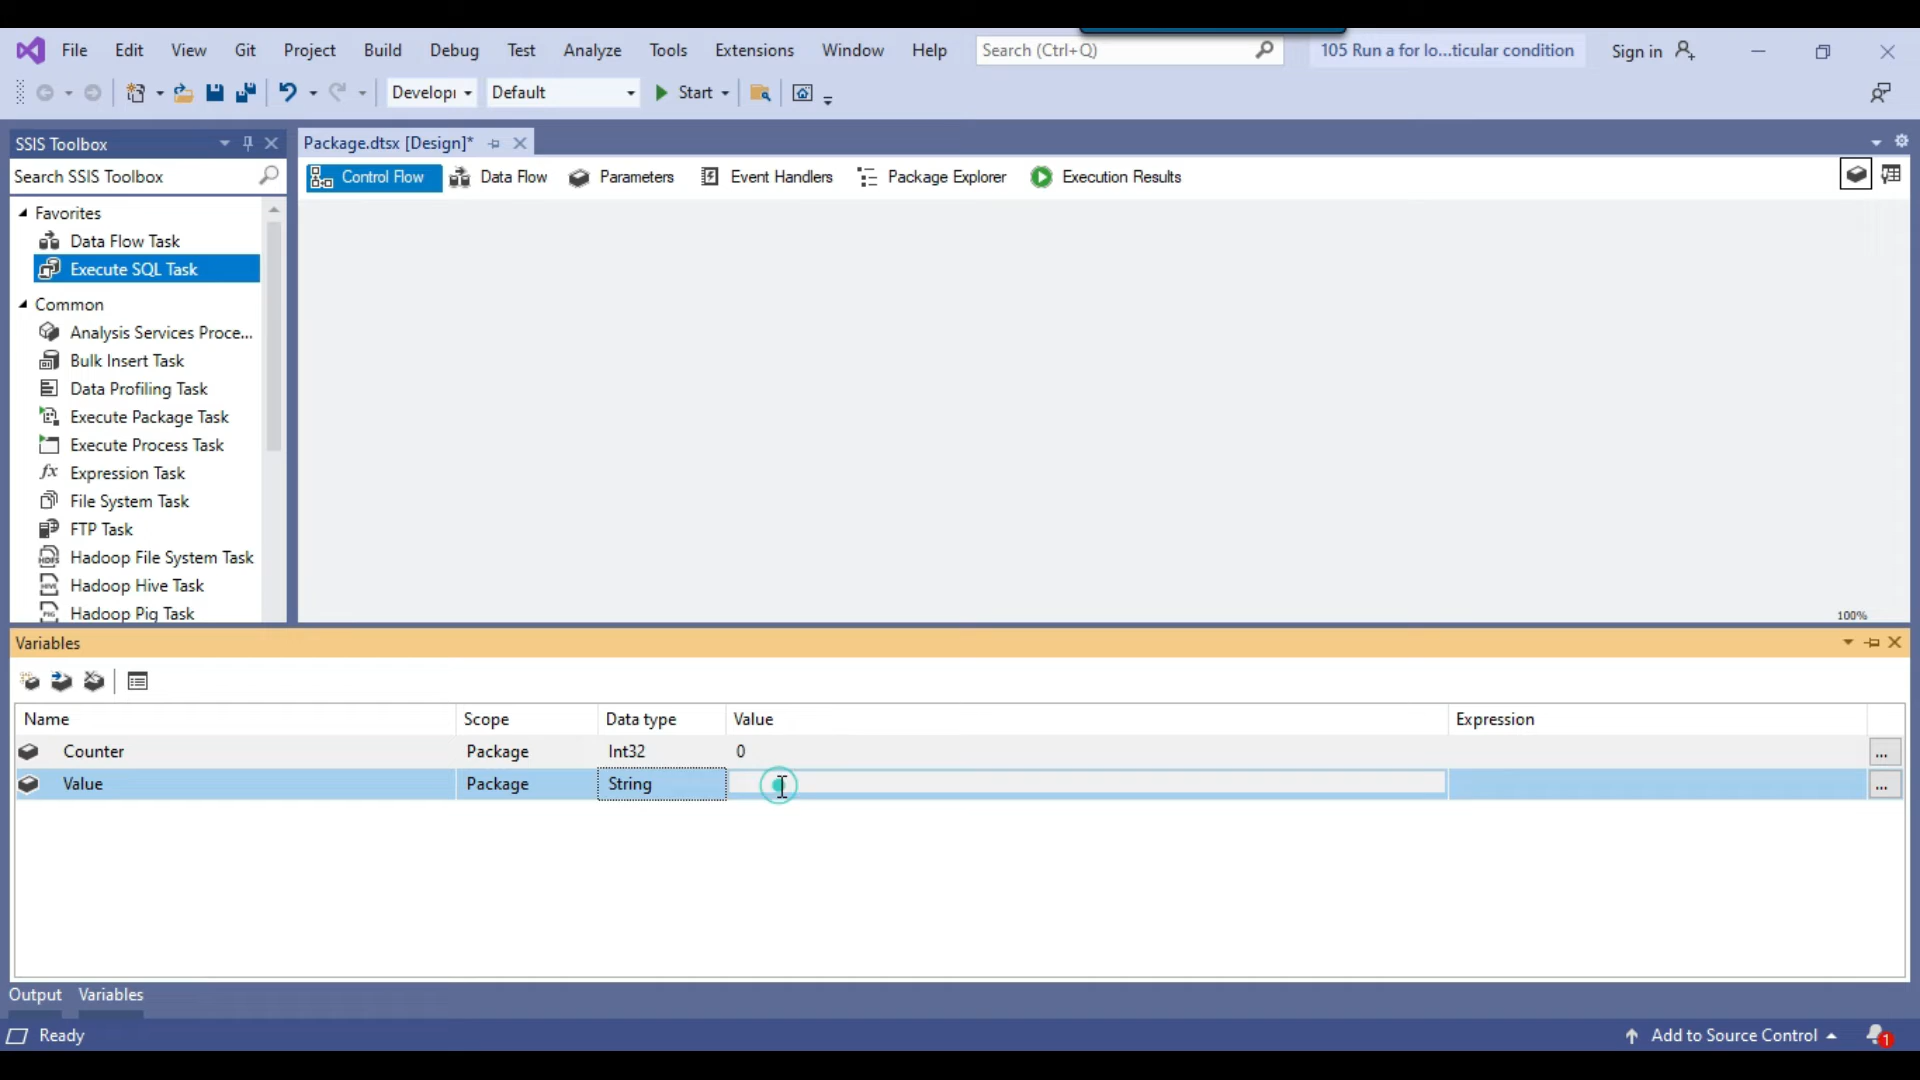 File Edit View Git Project Build Debug Test Analyze Tools Extensions Window Help Search (Ctrl+Q) 105 Run a for lo...ticular condition Sign in
Developi Default Start
SSIS Toolbox
Search SSIS Toolbox
Favorites
Data Flow Task
Execute SQL Task
Common
Analysis Services Proce...
Bulk Insert Task
Data Profiling Task
Execute Package Task
Execute Process Task
fx Expression Task
File System Task
FTP Task
Hadoop File System Task
Hadoop Hive Task
Hadoop Pig Task
Package.dtsx [Design]*
Control Flow Data Flow Parameters Event Handlers Package Explorer Execution Results
100%
Variables
Name Scope Data type Value Expression
Counter Package Int32 0 ...
Value Package String ...
Output Variables
Ready Add to Source Control 1